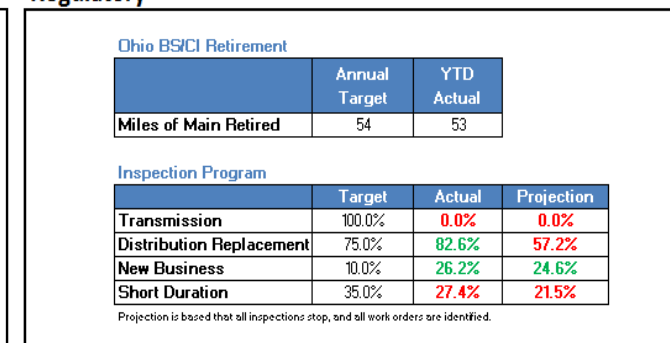 Ohio BS/CI Retirement
Annual Target YTD Actual
Miles of Main Retired 54 53
Inspection Program
Target Actual Projection
Transmission 100.0% 0.0% 0.0%
Distribution Replacement 75.0% 82.6% 57.2%
New Business 10.0% 26.2% 24.6%
Short Duration 35.0% 27.4% 21.5%
Projection is based that all inspections stop, and all work orders are identified.